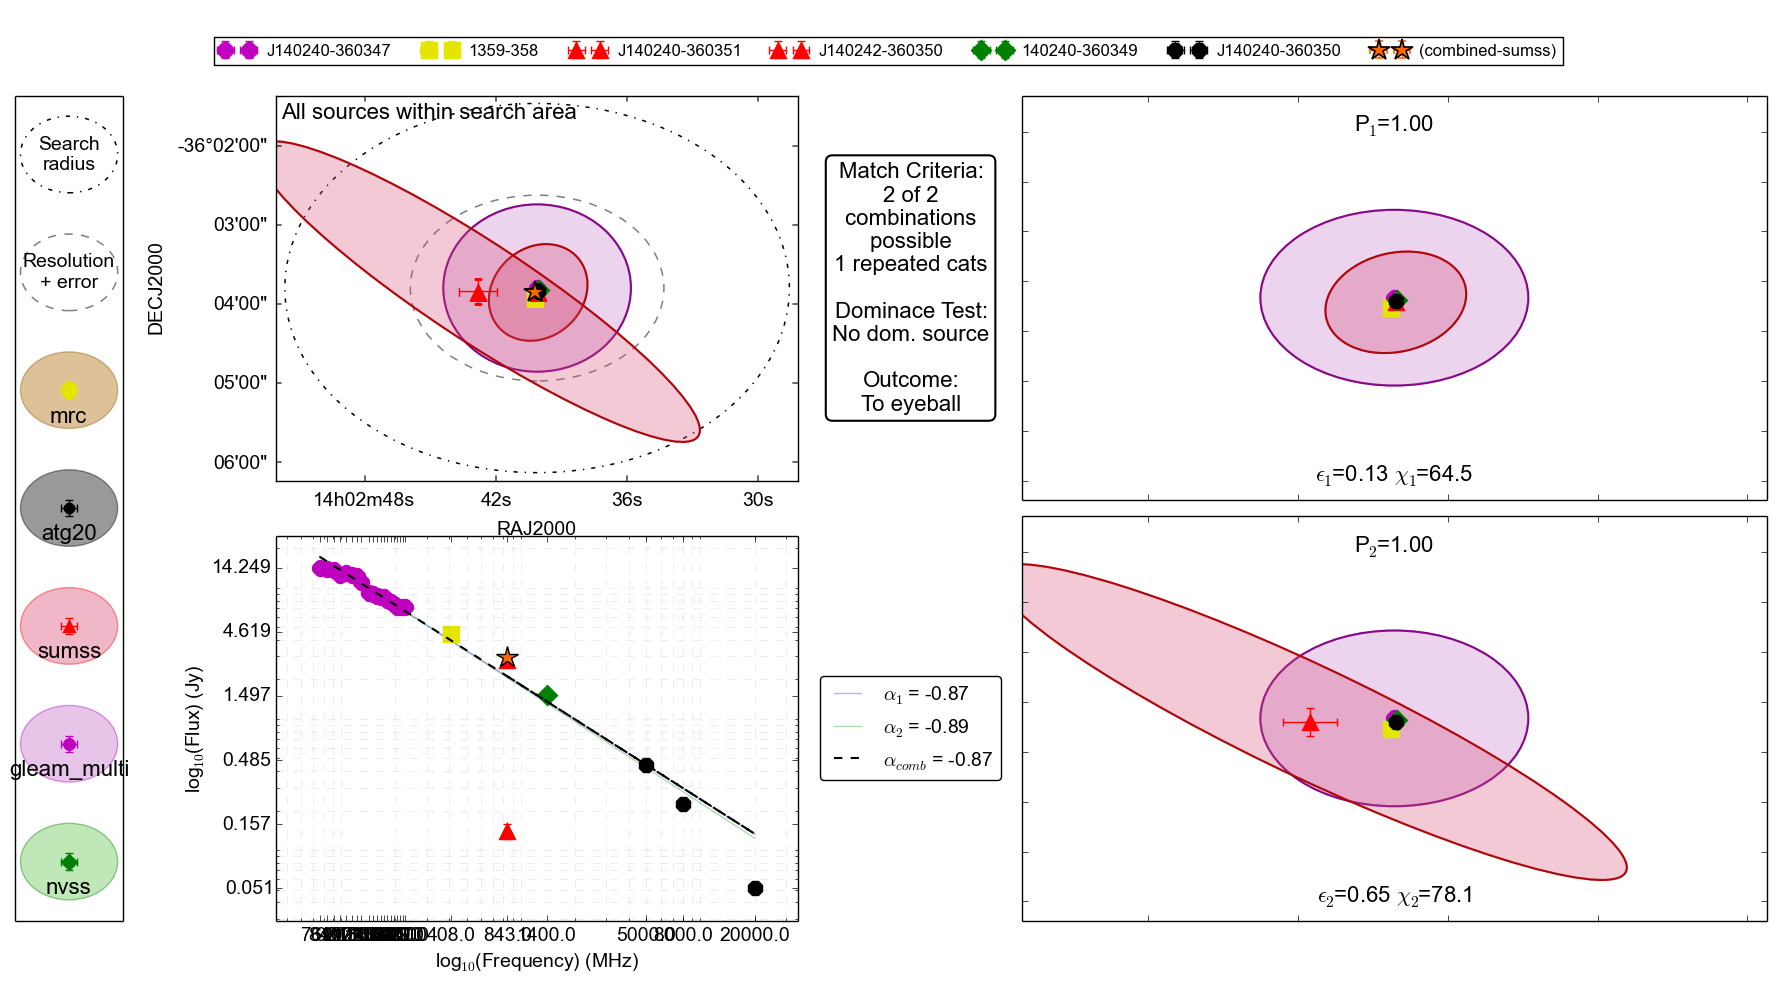 J140240-360347 1359-358 J140240-360351 J140242-360350 140240-360349 J140240-360350 (combined-sumss)
Search
radius
Resolution
+ error
mrc
atg20
sumss
gleam_multi
nvss
All sources within search area
DECJ2000
-36°02'00"
03'00"
04'00"
05'00"
06'00"
14h02m48s 42s 36s 30s
RAJ2000
Match Criteria:
2 of 2
combinations
possible
1 repeated cats
Dominace Test:
No dom. source
Outcome:
To eyeball
P1=1.00
ϵ1=0.13 χ1=64.5
log10(Flux) (Jy)
14.249
4.619
1.497
0.485
0.157
0.051
408.0 843.0 1400.0 5000.0 8000.0 20000.0
log10(Frequency) (MHz)
α1 = -0.87
α2 = -0.89
αcomb = -0.87
P2=1.00
ϵ2=0.65 χ2=78.1